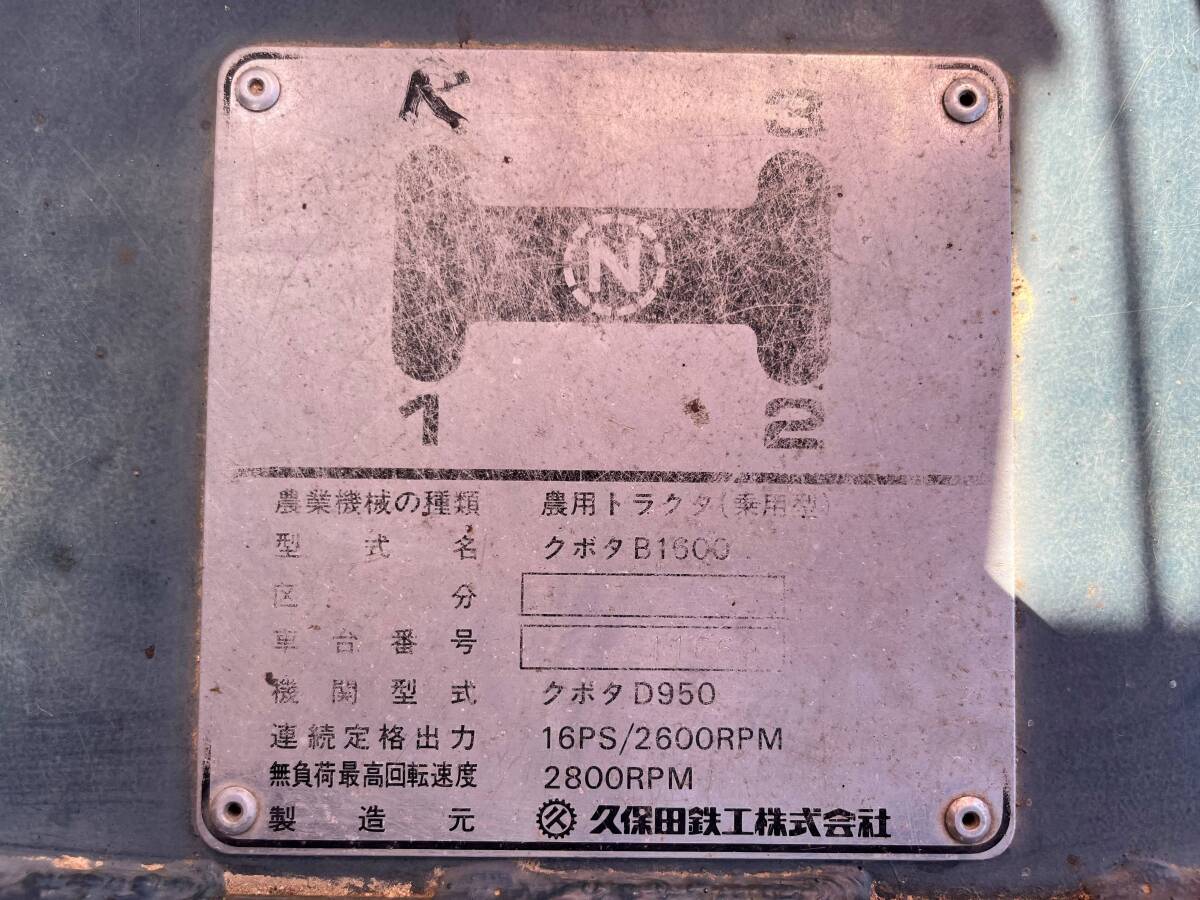 R 3
N
1 2
農業機械の種類 農用トラクタ(乗用型)
型式名 クボタB1600
区分
車台番号
機関型式 クボタD950
連続定格出力 16PS/2600RPM
無負荷最高回転速度 2800RPM
製造元 久保田鉄工株式会社